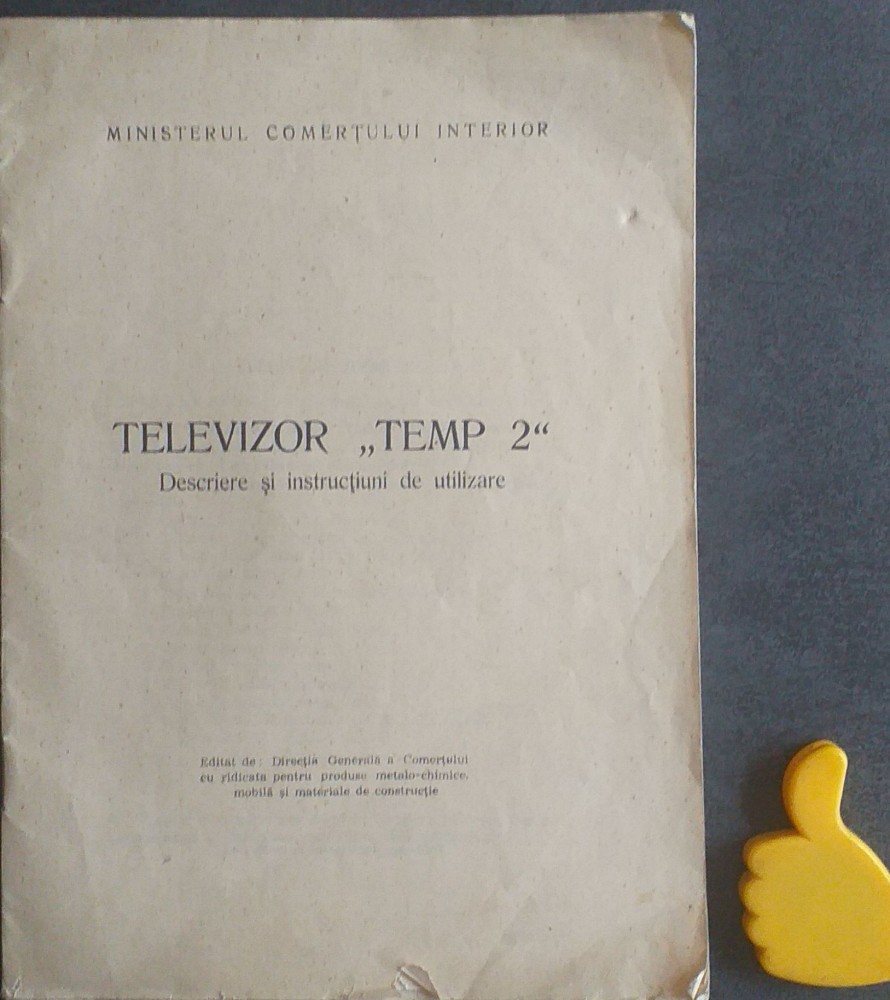 MINISTERUL COMERȚULUI INTERIOR
TELEVIZOR „TEMP 2“
Descriere și instrucțiuni de utilizare
Editat de: Direcția Generală a Comerțului
cu ridicata pentru produse metalo-chimice,
mobilă și materiale de construcție